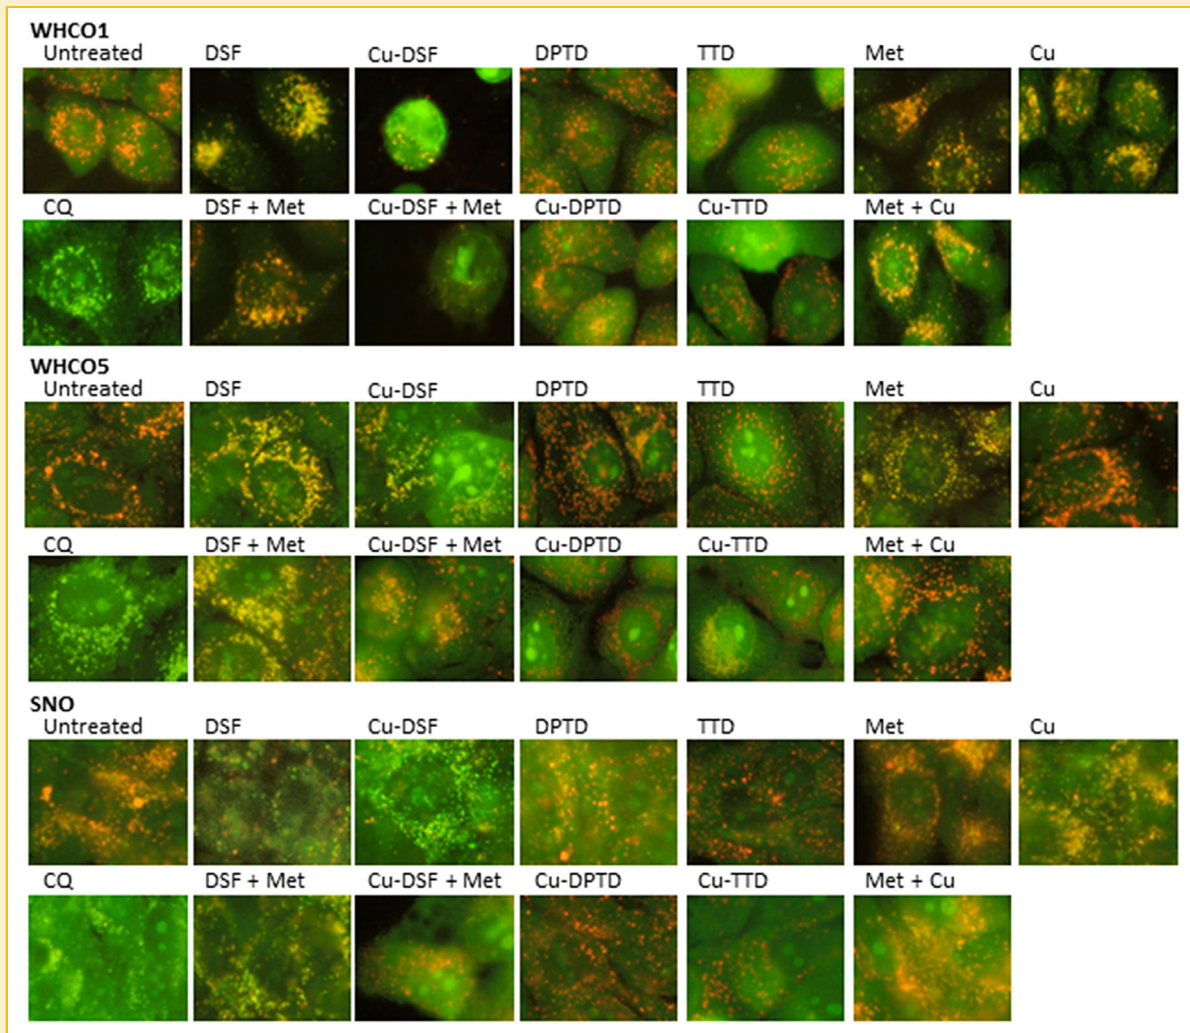 WHCO1
Untreated DSF Cu-DSF DPTD TTD Met Cu
CQ DSF + Met Cu-DSF + Met Cu-DPTD Cu-TTD Met + Cu
WHCO5
Untreated DSF Cu-DSF DPTD TTD Met Cu
CQ DSF + Met Cu-DSF + Met Cu-DPTD Cu-TTD Met + Cu
SNO
Untreated DSF Cu-DSF DPTD TTD Met Cu
CQ DSF + Met Cu-DSF + Met Cu-DPTD Cu-TTD Met + Cu